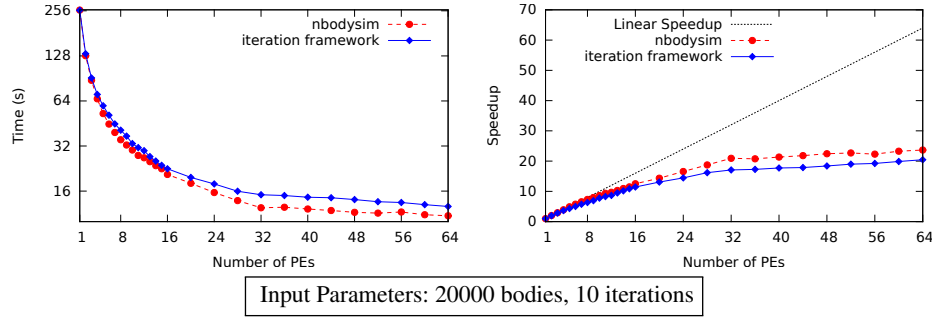 256
128
64
32
16
Time (s)
nbodysim
iteration framework
1 8 16 24 32 40 48 56 64
Number of PEs
70
60
50
40
30
20
10
0
Speedup
Linear Speedup
nbodysim
iteration framework
1 8 16 24 32 40 48 56 64
Number of PEs
Input Parameters: 20000 bodies, 10 iterations